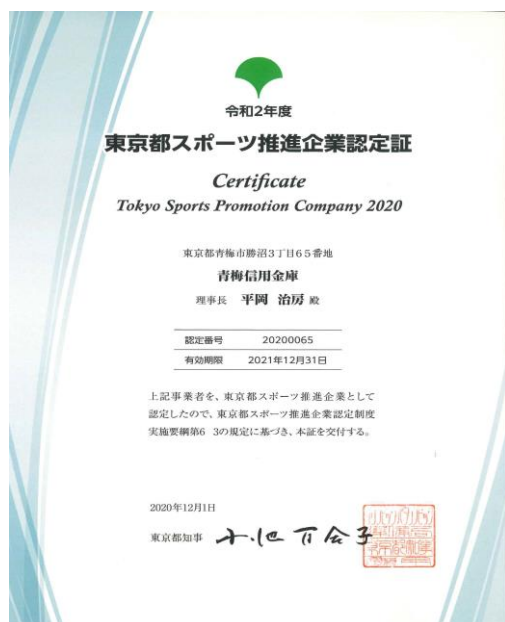 令和2年度
東京都スポーツ推進企業認定証
Certificate
Tokyo Sports Promotion Company 2020
東京都青梅市勝沼3丁目65番地
青梅信用金庫
理事長 平岡 治房 殿
認定番号 20200065
有効期限 2021年12月31日
上記事業者を、東京都スポーツ推進企業として
認定したので、東京都スポーツ推進企業認定制度
実施要綱第6 3の規定に基づき、本証を交付する。
2020年12月1日
東京都知事 小池百合子